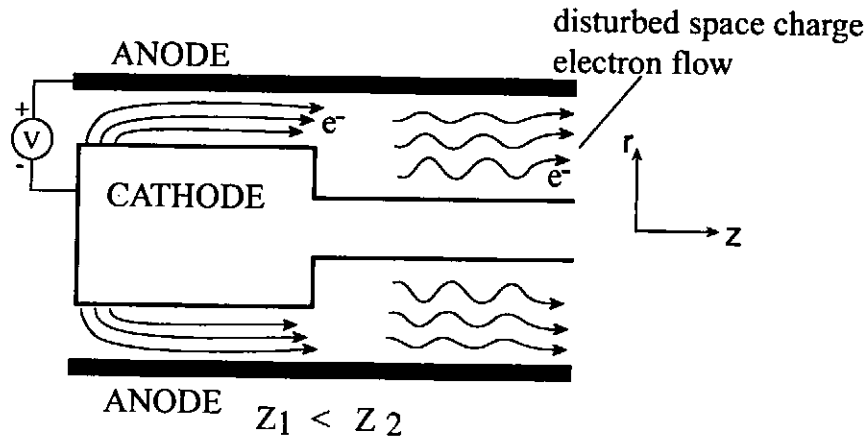 disturbed space charge
electron flow
ANODE
+
V
-
e-
r
e-
CATHODE
z
ANODE
Z1 < Z2